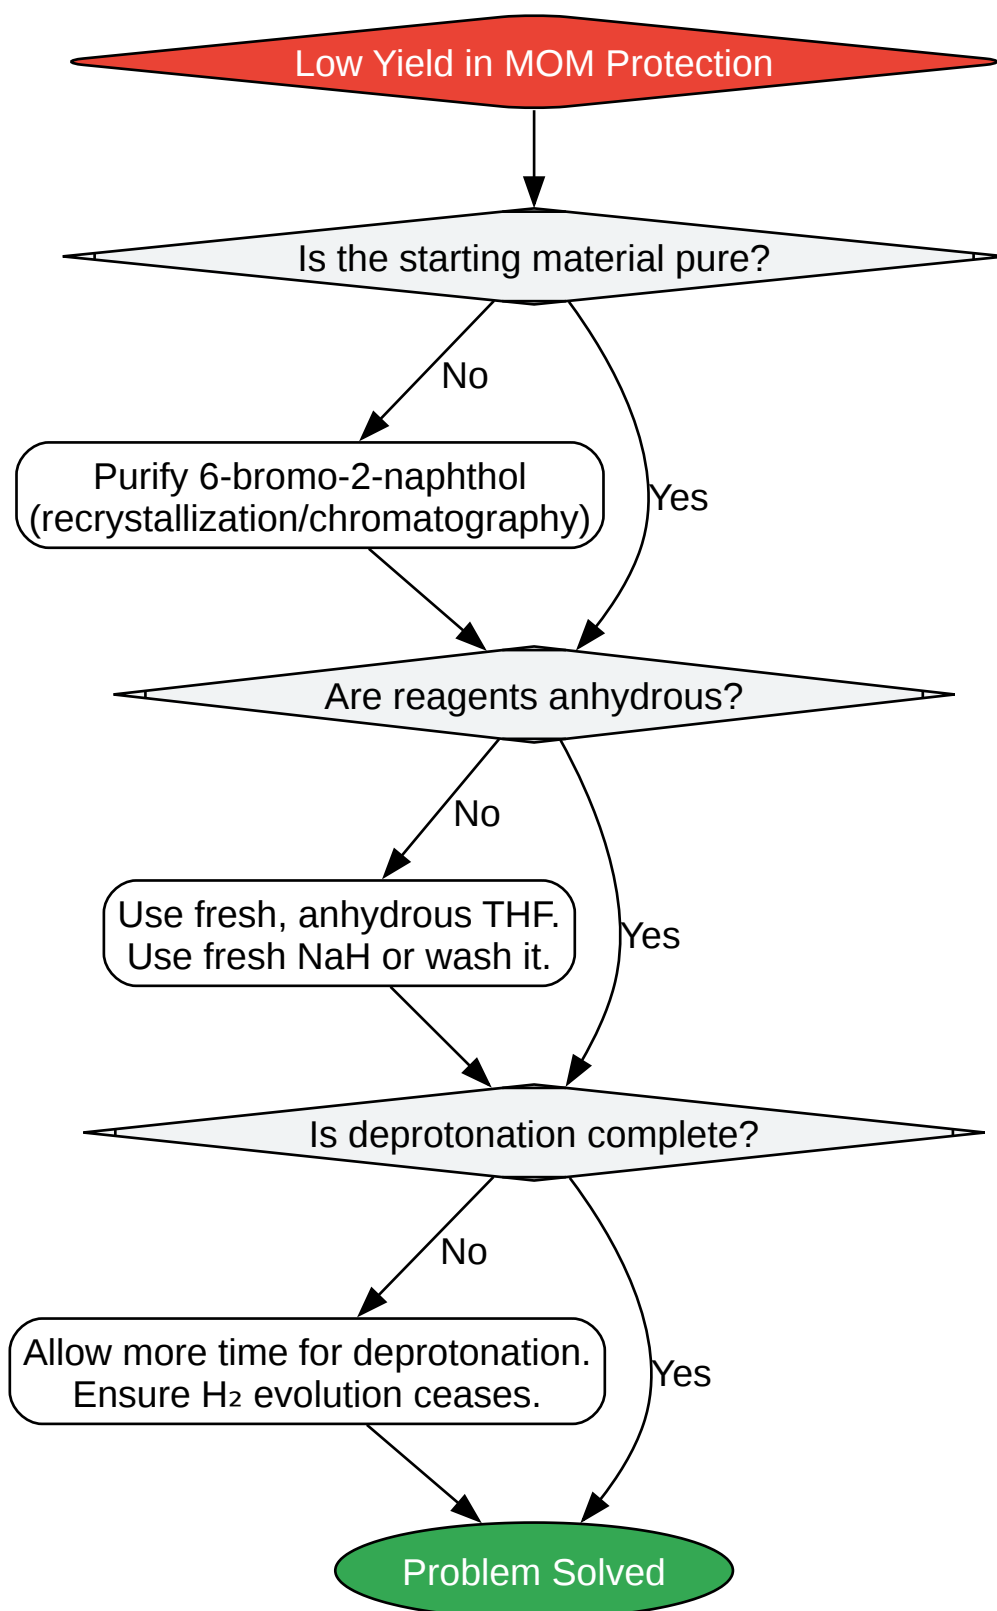 Low Yield in MOM Protection
Is the starting material pure?
No
Purify 6-bromo-2-naphthol
(recrystallization/chromatography)
Yes
Are reagents anhydrous?
No
Use fresh, anhydrous THF.
Use fresh NaH or wash it.
Yes
Is deprotonation complete?
No
Allow more time for deprotonation.
Ensure H₂ evolution ceases.
Yes
Problem Solved